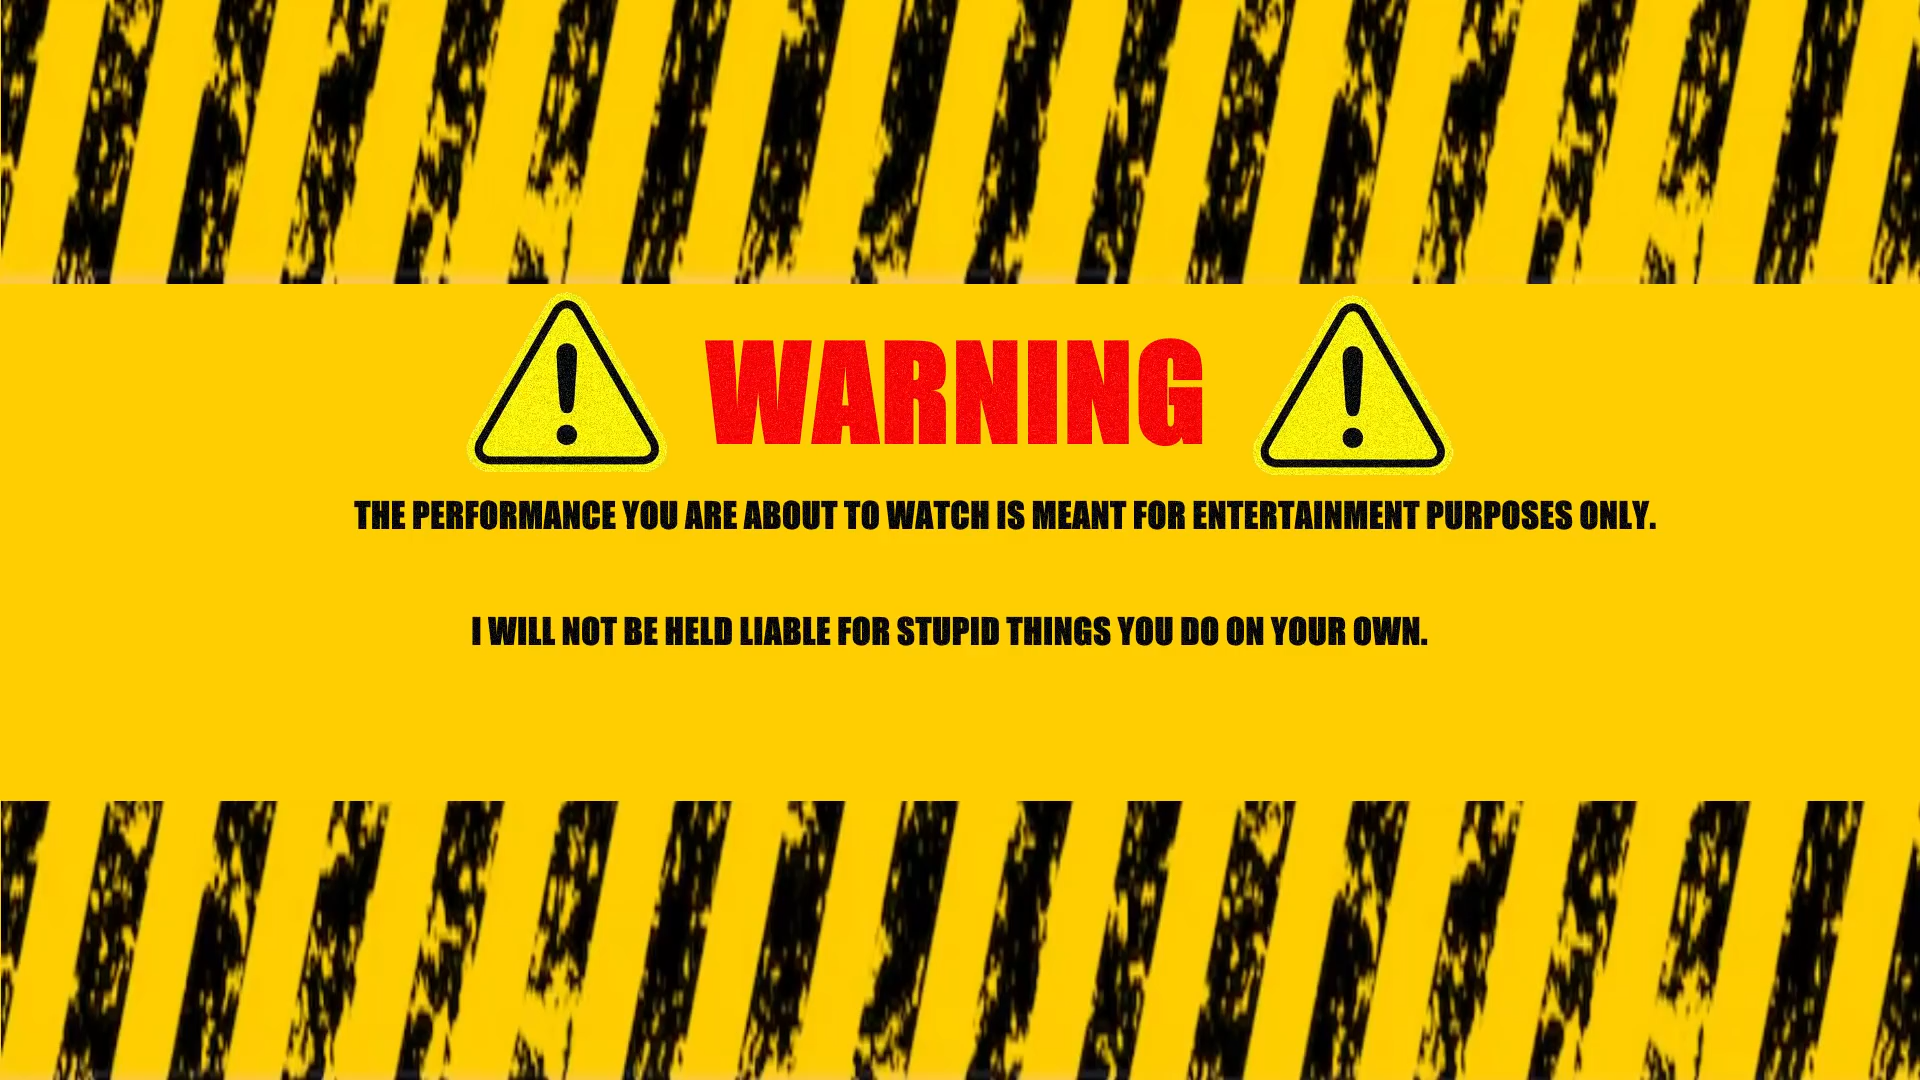 WARNING
THE PERFORMANCE YOU ARE ABOUT TO WATCH IS MEANT FOR ENTERTAINMENT PURPOSES ONLY.
I WILL NOT BE HELD LIABLE FOR STUPID THINGS YOU DO ON YOUR OWN.